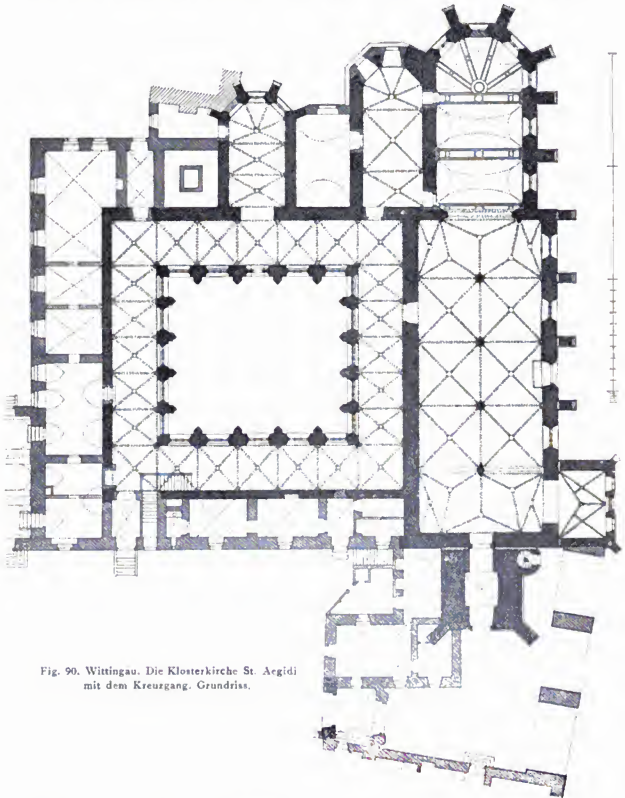 Fig. 90. Wittingau. Die Klosterkirche St. Aegidi
mit dem Kreuzgang. Grundriss.